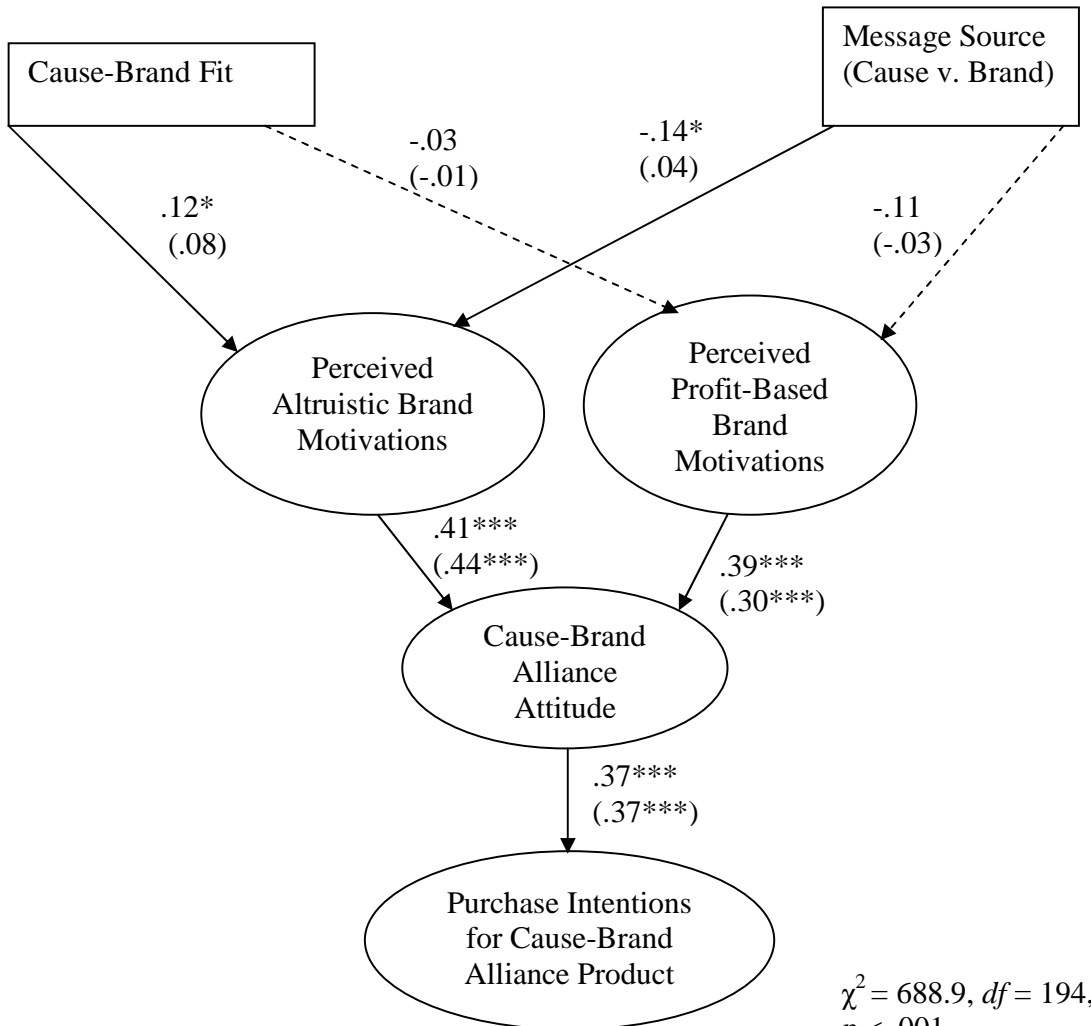 Cause-Brand Fit
Message Source
(Cause v. Brand)
-.03
(-.01)
-.14*
(.04)
.12*
(.08)
-.11
(-.03)
Perceived
Altruistic Brand
Motivations
Perceived
Profit-Based
Brand
Motivations
.41***
(.44***)
.39***
(.30***)
Cause-Brand
Alliance
Attitude
.37***
(.37***)
Purchase Intentions
for Cause-Brand
Alliance Product
χ² = 688.9, df = 194,